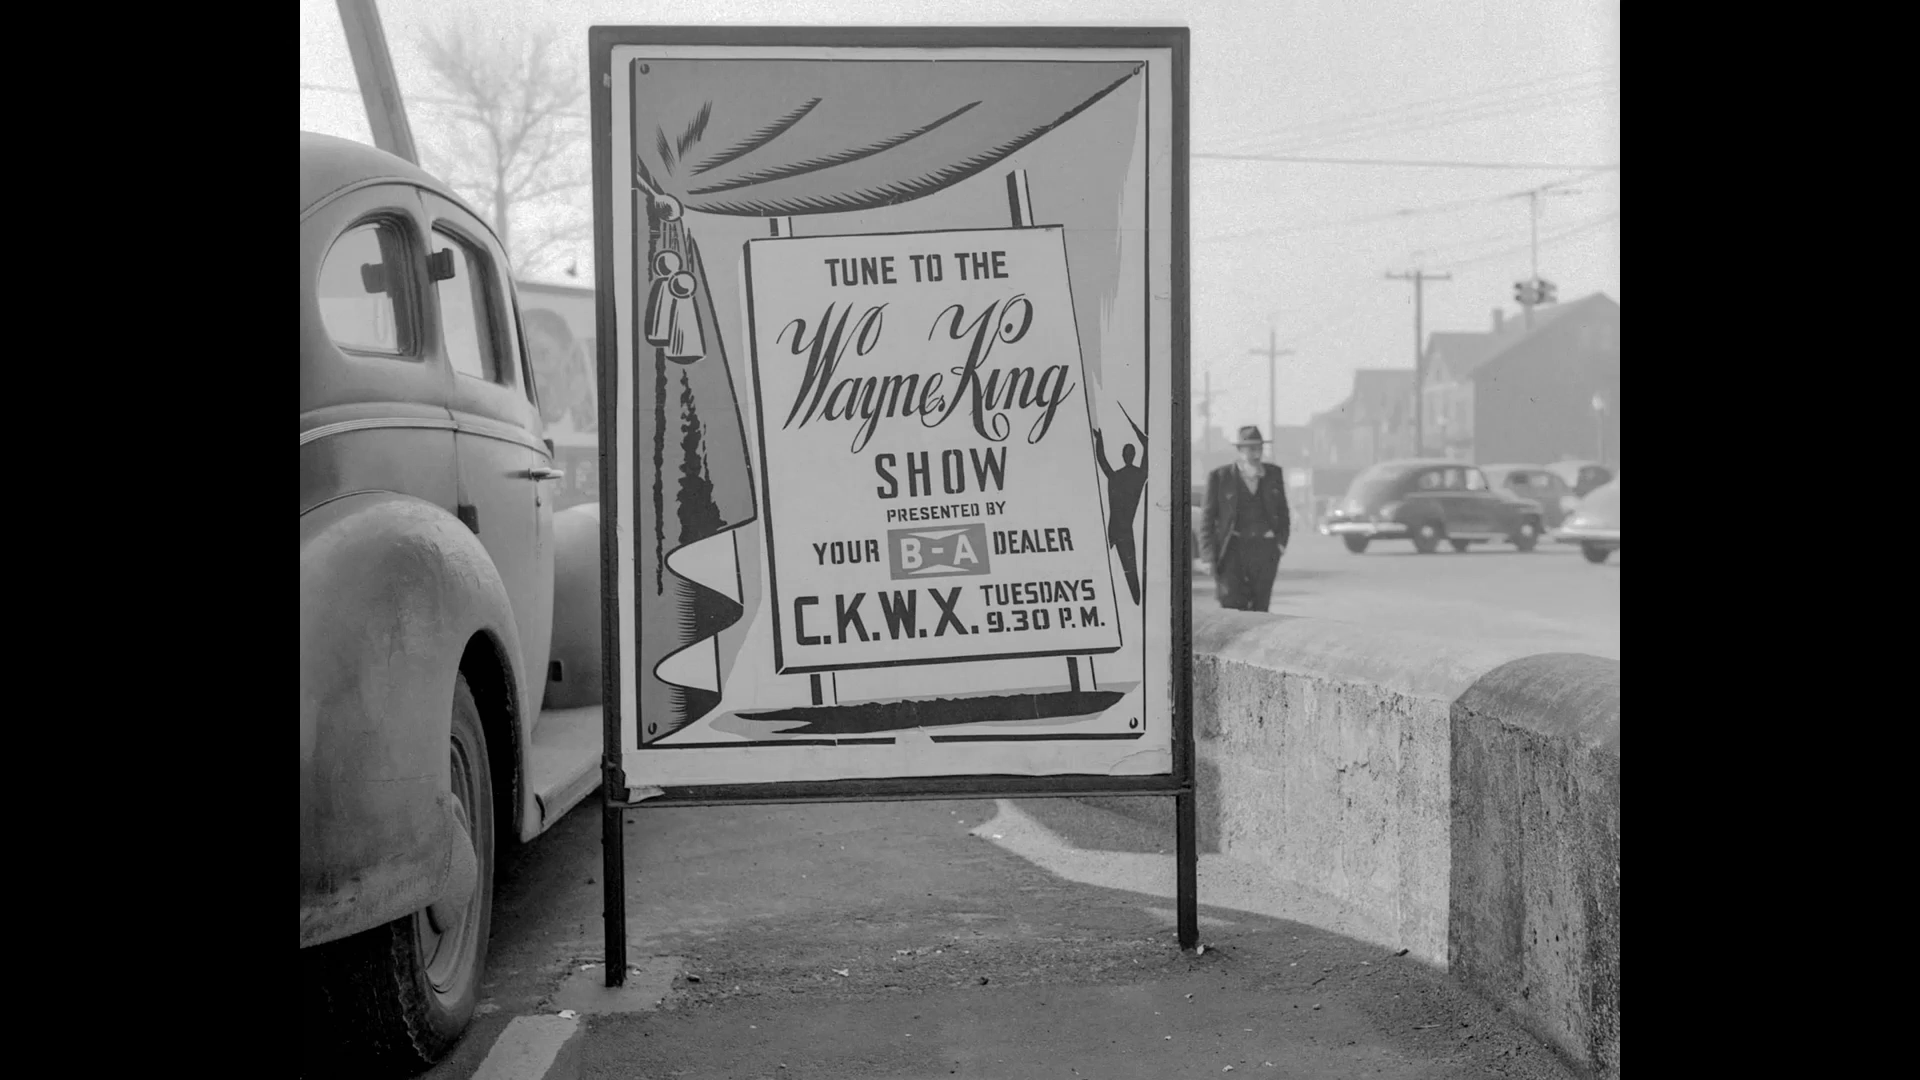 TUNE TO THE
Wayne King
SHOW
PRESENTED BY
YOUR B-A DEALER
C.K.W.X. TUESDAYS
9.30 P.M.